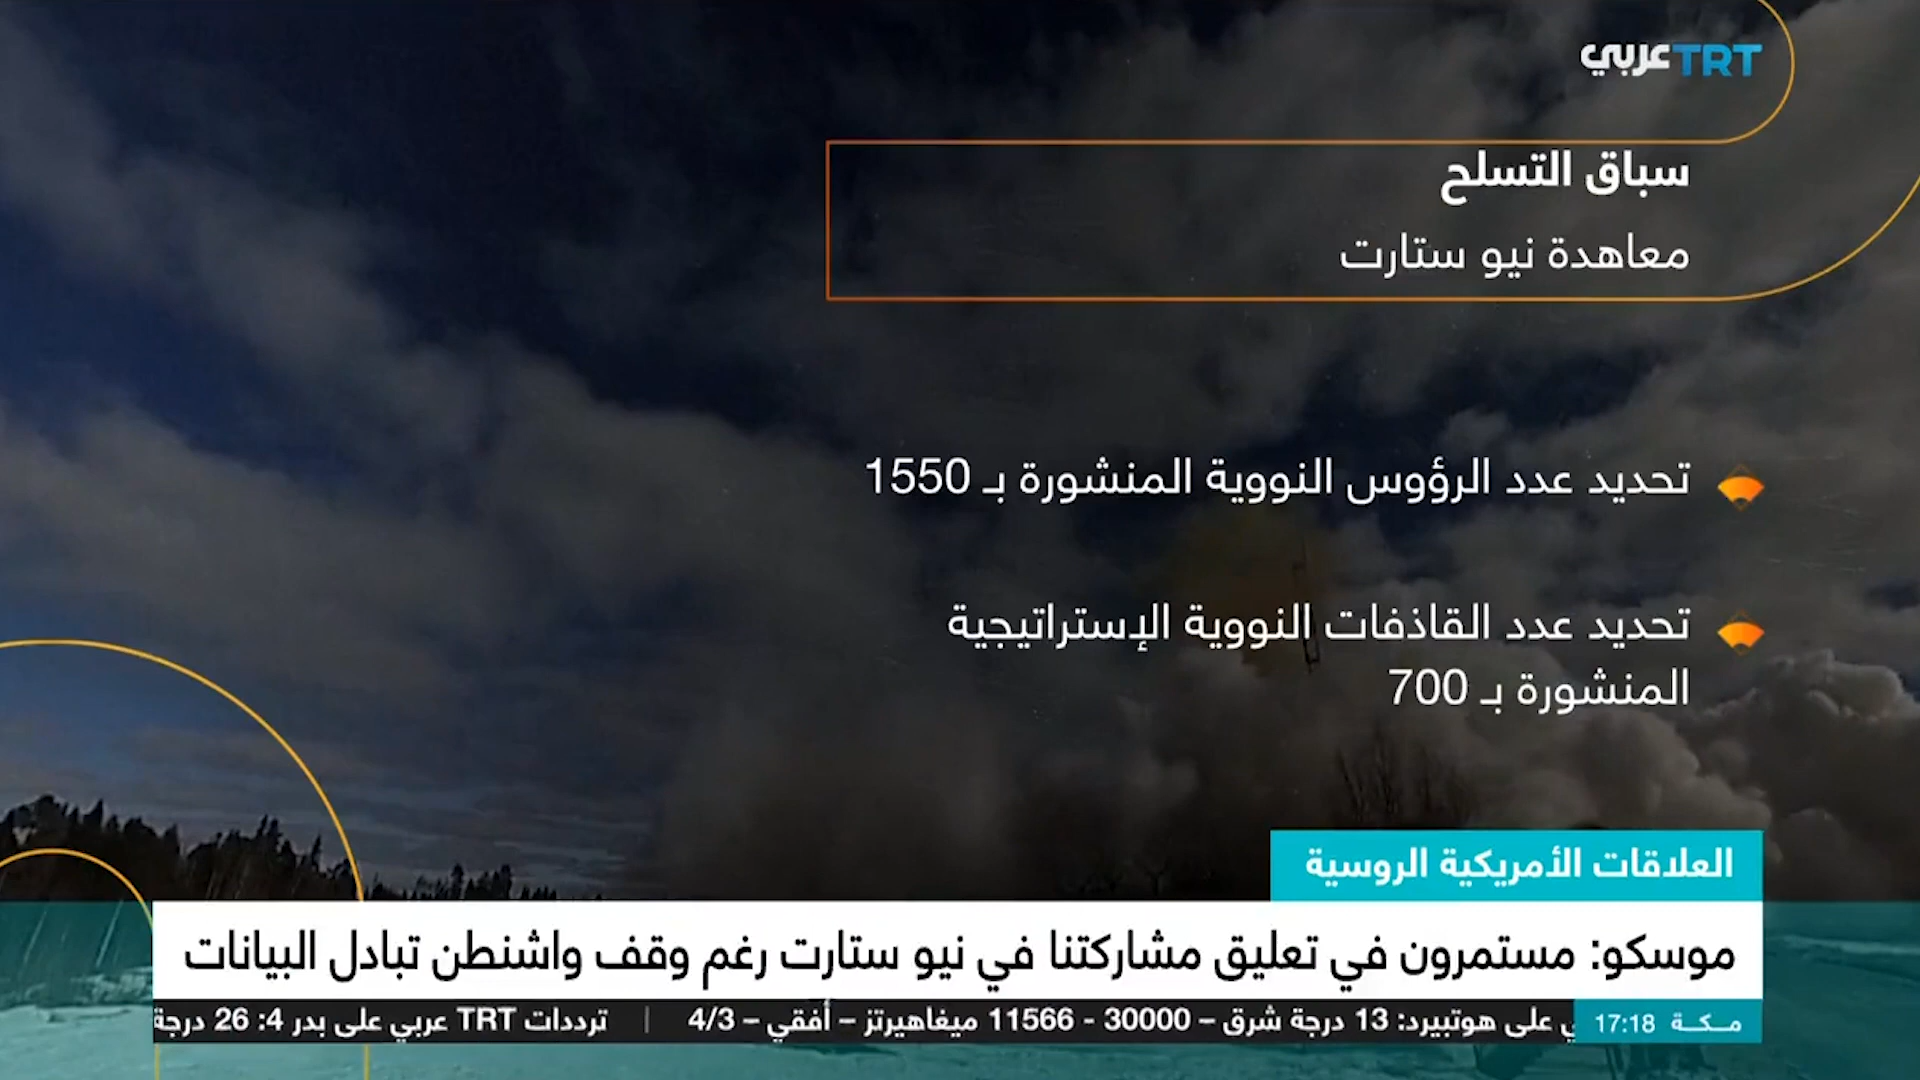 TRT عربي
سباق التسلح
معاهدة نيو ستارت
تحديد عدد الرؤوس النووية المنشورة بـ 1550
تحديد عدد القاذفات النووية الإستراتيجية
المنشورة بـ 700
العلاقات الأمريكية الروسية
موسكو: مستمرون في تعليق مشاركتنا في نيو ستارت رغم وقف واشنطن تبادل البيانات
مـكـة 17:18
على هوتبيرد: 13 درجة شرق – 30000 - 11566 ميغاهيرتز – أفقي – 4/3 | ترددات TRT عربي على بدر 4: 26 درجة